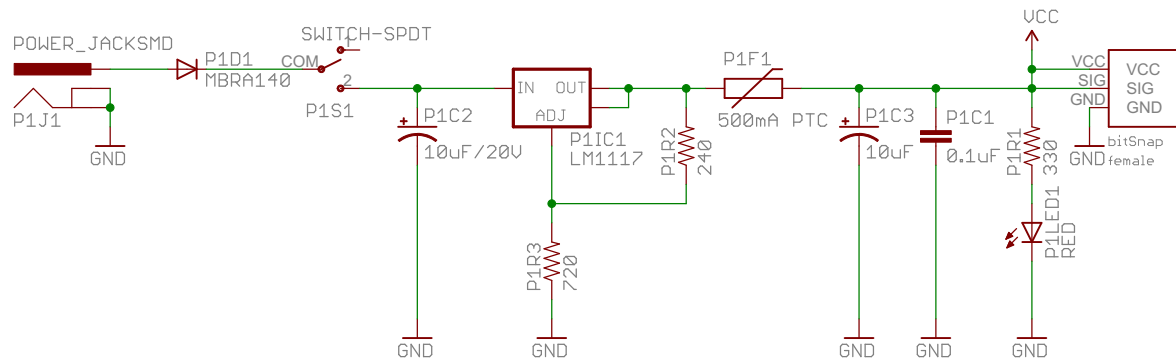 VCC
SWITCH-SPDT
POWER_JACKSMD
P1D1
MBRA140
COM
1
2
P1S1
P1J1
GND
IN
OUT
ADJ
P1IC1
LM1117
P1C2
10uF/20V
P1R2
240
P1R3
720
P1F1
500mA PTC
P1C3
10uF
P1C1
0.1uF
P1R1
330
P1LED1
RED
VCC
SIG
GND
VCC
SIG
GND
bitSnap
female
GND
GND
GND
GND
GND
GND